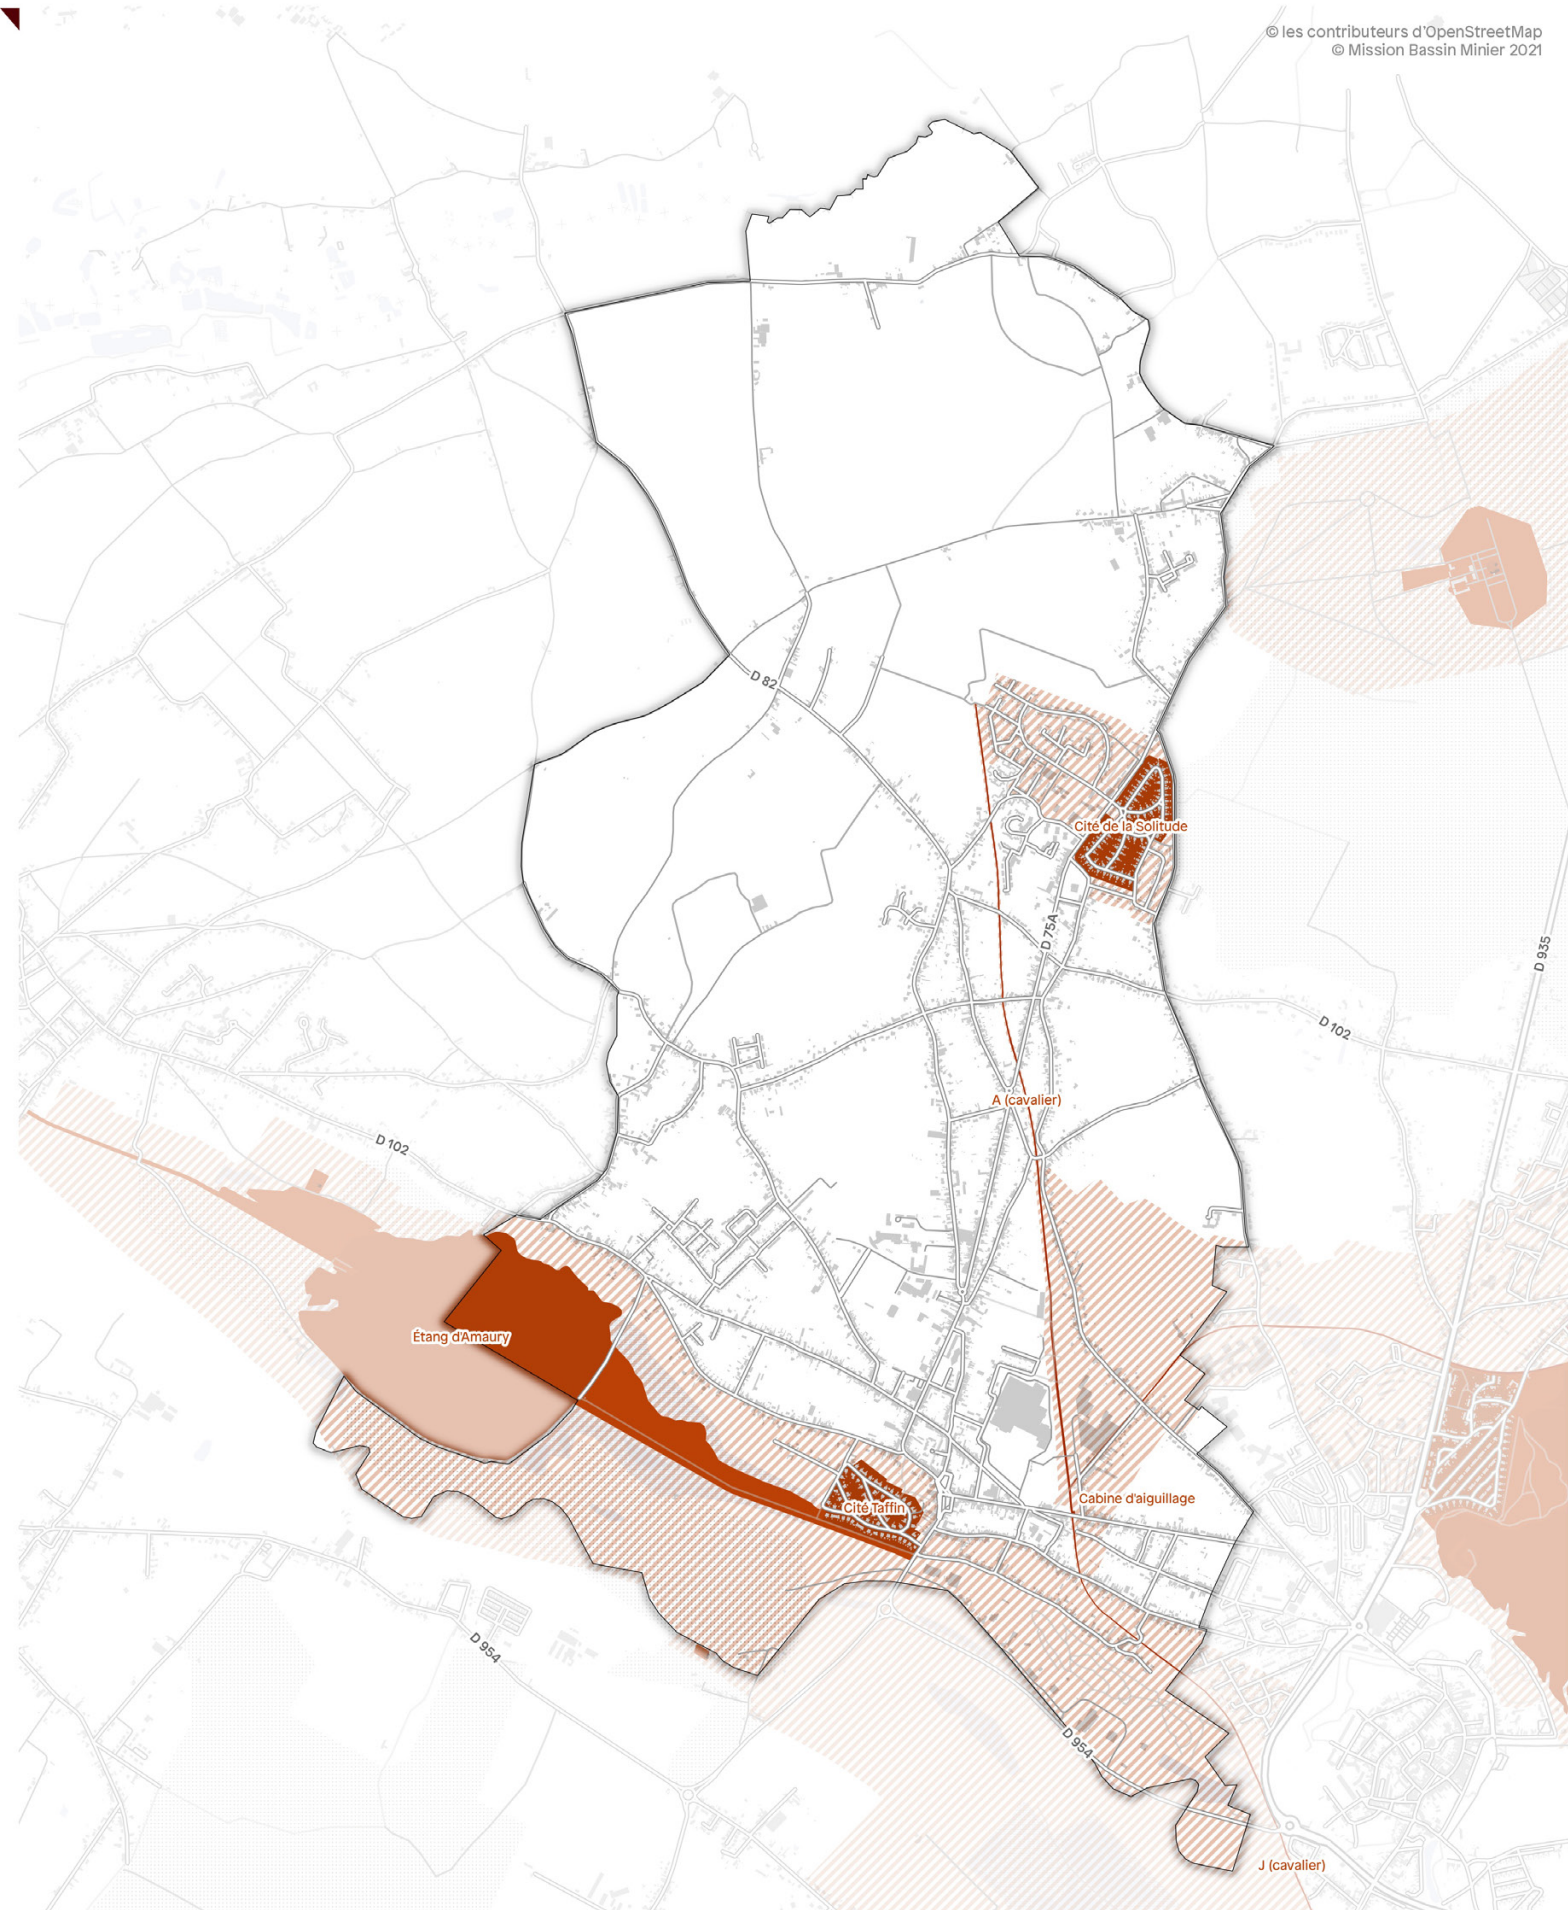 © les contributeurs d'OpenStreetMap
© Mission Bassin Minier 2021
D 82
Cité de la Solitude
D 75A
D 935
D 102
A (cavalier)
D 102
Étang d'Amaury
Cabine d'aiguillage
Cité Taffin
D 954
D 954
J (cavalier)